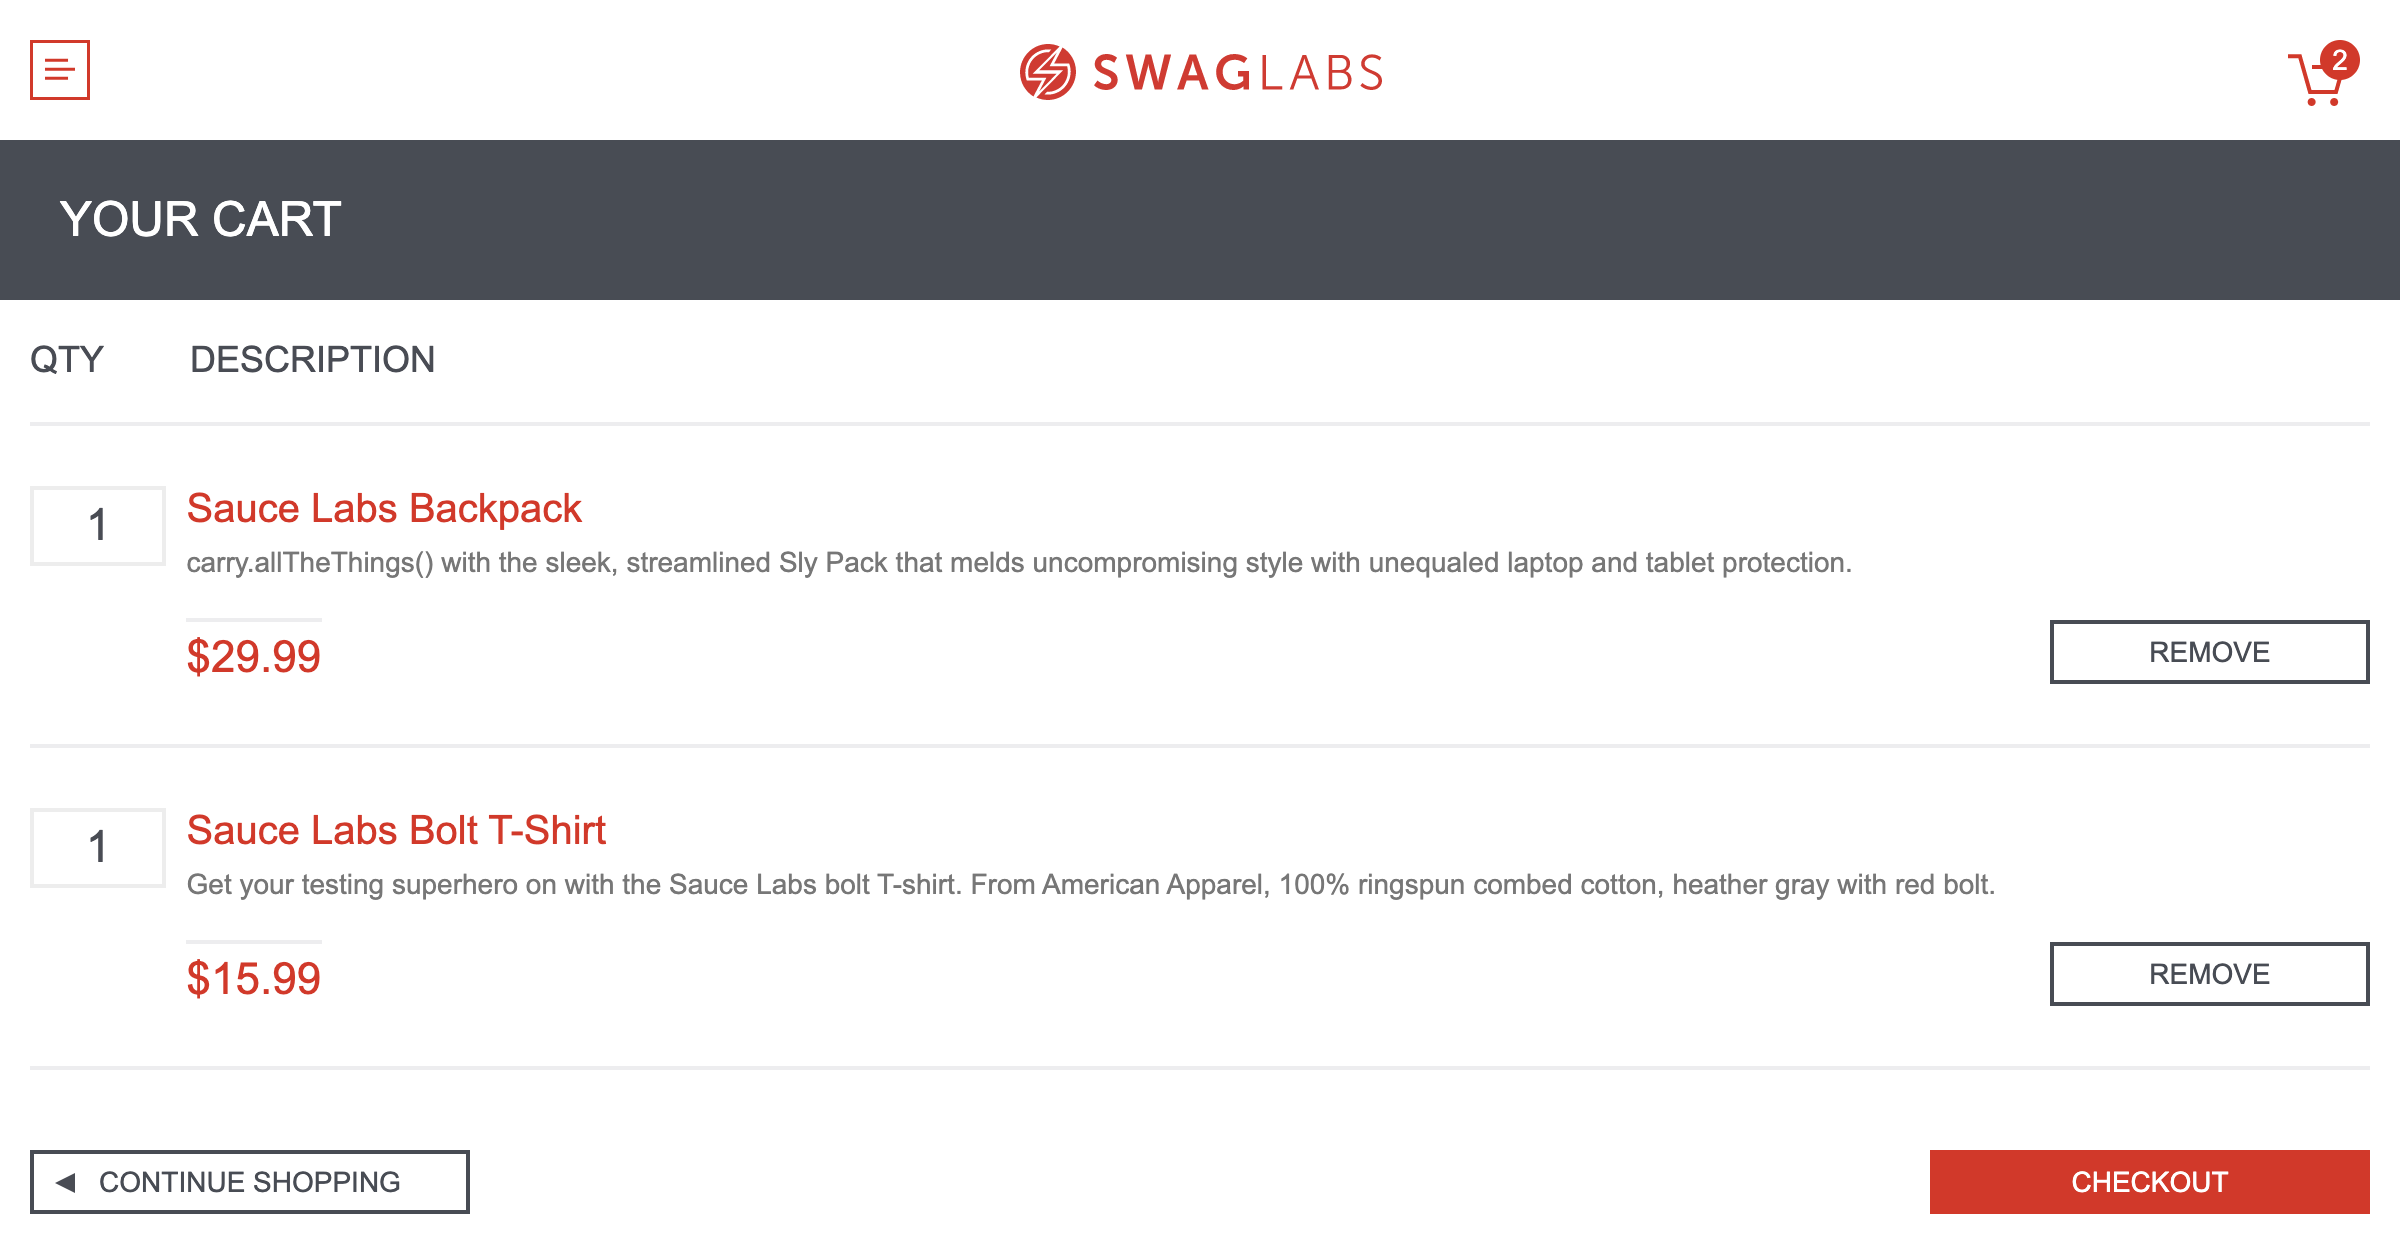 SWAGLABS
2
YOUR CART
QTY DESCRIPTION
1 Sauce Labs Backpack
carry.allTheThings() with the sleek, streamlined Sly Pack that melds uncompromising style with unequaled laptop and tablet protection.
$29.99 REMOVE
1 Sauce Labs Bolt T-Shirt
Get your testing superhero on with the Sauce Labs bolt T-shirt. From American Apparel, 100% ringspun combed cotton, heather gray with red bolt.
$15.99 REMOVE
CONTINUE SHOPPING CHECKOUT